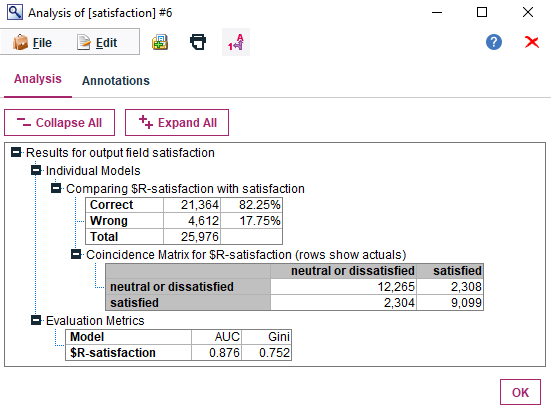 Analysis of [satisfaction] #6
File Edit
Analysis Annotations
Collapse All Expand All
Results for output field satisfaction
Individual Models
Comparing $R-satisfaction with satisfaction
Correct 21,364 82.25%
Wrong 4,612 17.75%
Total 25,976
Coincidence Matrix for $R-satisfaction (rows show actuals)
neutral or dissatisfied satisfied
neutral or dissatisfied 12,265 2,308
satisfied 2,304 9,099
Evaluation Metrics
Model AUC Gini
$R-satisfaction 0.876 0.752
OK